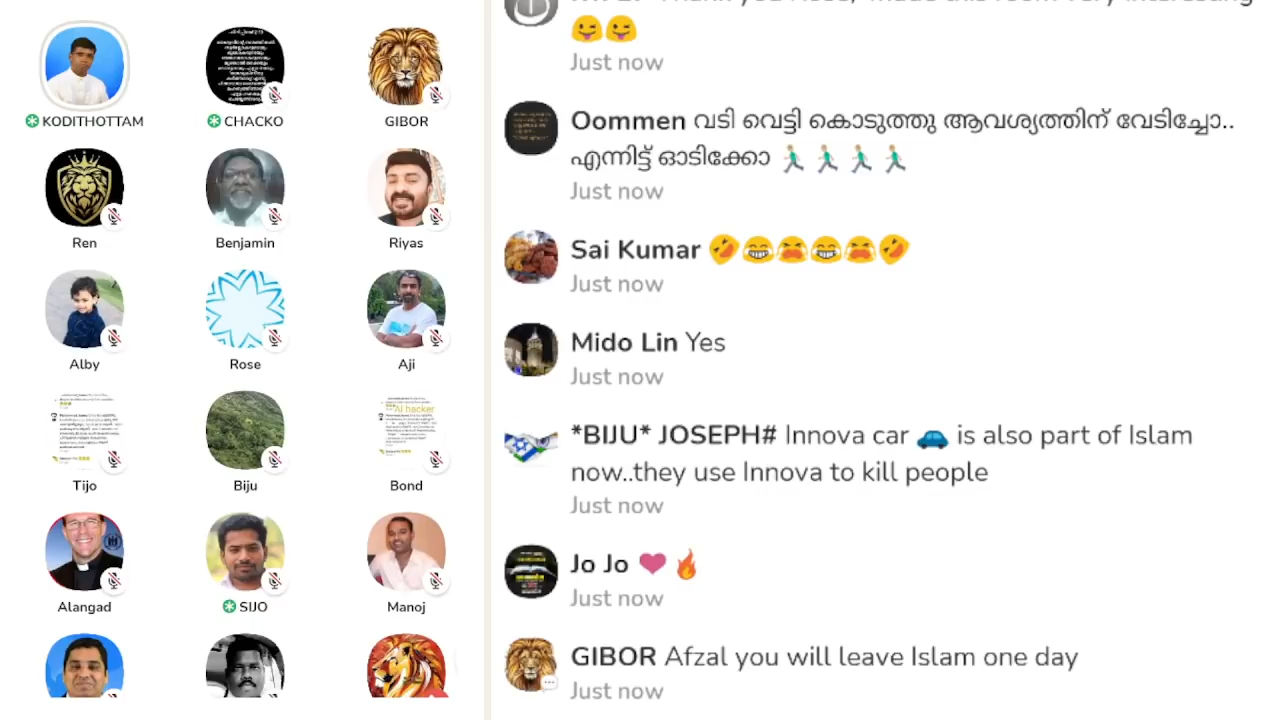 KODITHOTTAM
CHACKO
GIBOR
Ren
Benjamin
Riyas
Alby
Rose
Aji
AI hacker
Tijo
Biju
Bond
Alangad
SIJO
Manoj
😜😜
Just now
Oommen വടി വെട്ടി കൊടുത്തു ആവശ്യത്തിന് വേടിച്ചോ..
എന്നിട്ട് ഓടിക്കോ 🏃🏼‍♂️🏃🏼‍♂️🏃🏼‍♂️🏃🏼‍♂️
Just now
Sai Kumar 🤣😂😫😂😫🤣
Just now
Mido Lin Yes
Just now
*BIJU* JOSEPH# Innova car 🚗 is also part of Islam
now..they use Innova to kill people
Just now
Jo Jo ❤️🔥
Just now
GIBOR Afzal you will leave Islam one day
Just now